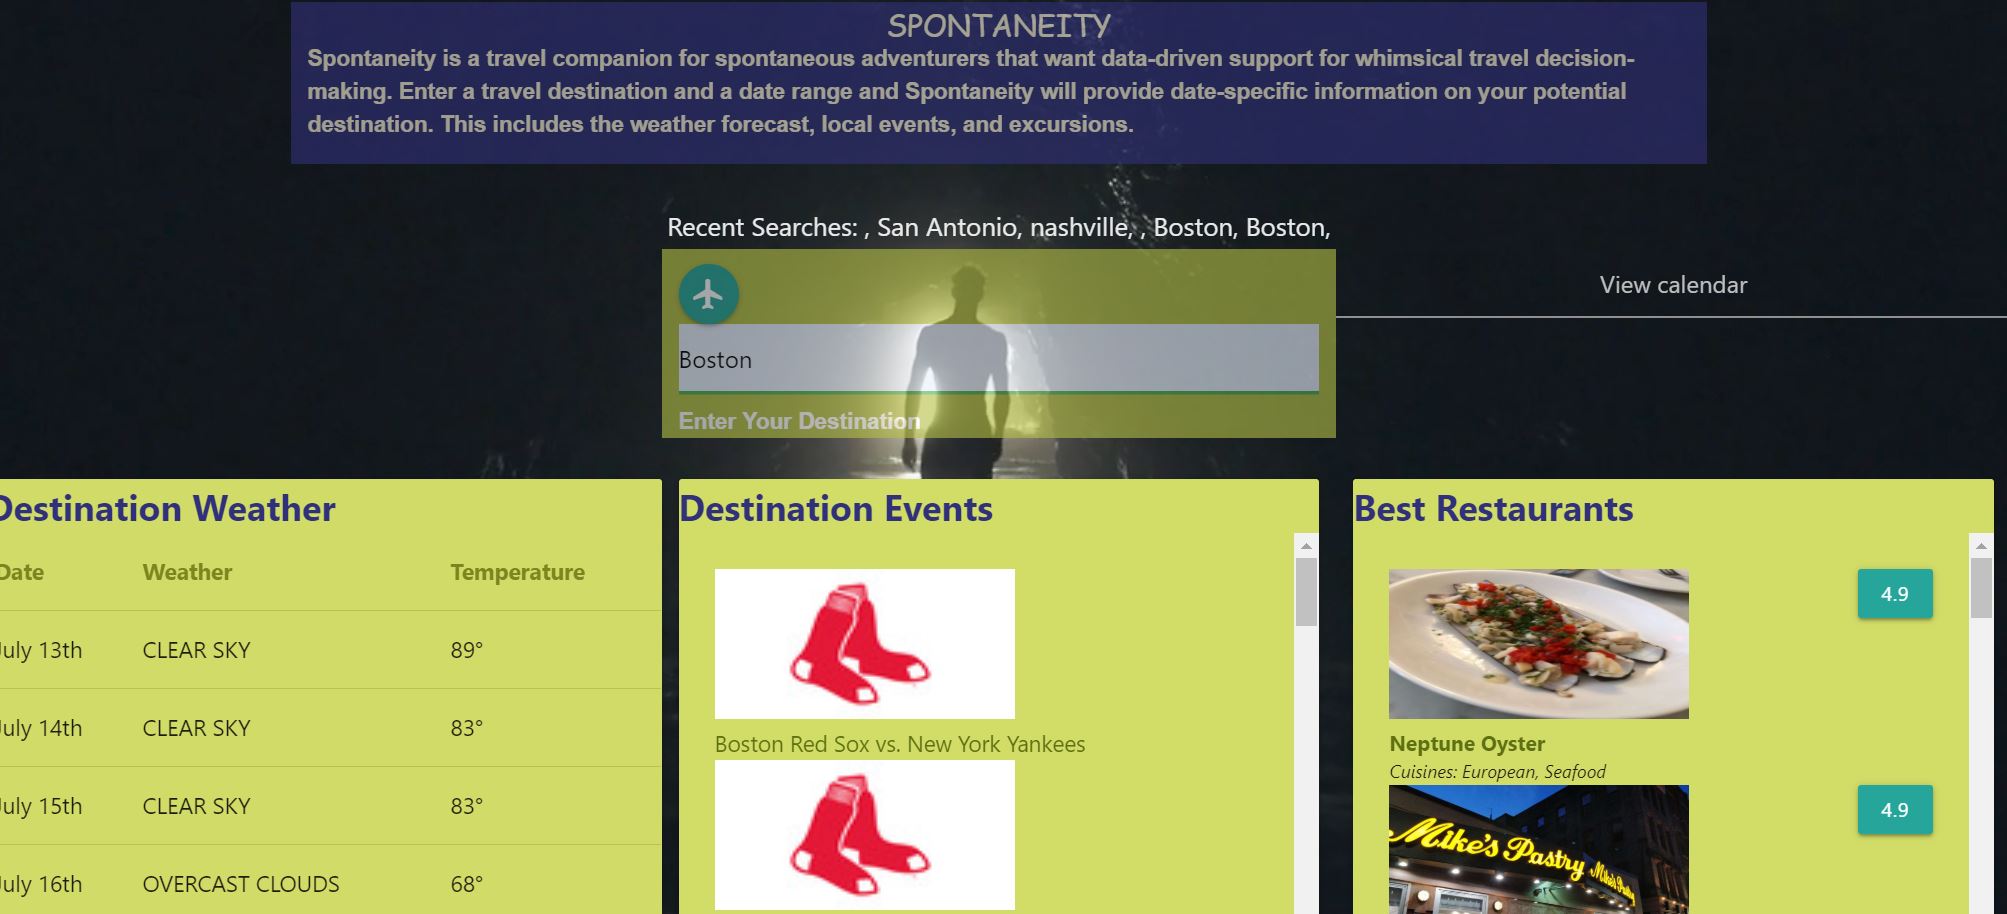 SPONTANEITY
Spontaneity is a travel companion for spontaneous adventurers that want data-driven support for whimsical travel decision-
making. Enter a travel destination and a date range and Spontaneity will provide date-specific information on your potential
destination. This includes the weather forecast, local events, and excursions.
Recent Searches: , San Antonio, nashville, , Boston, Boston,
View calendar
Boston
Enter Your Destination
Destination Weather
Date Weather Temperature
July 13th CLEAR SKY 89°
July 14th CLEAR SKY 83°
July 15th CLEAR SKY 83°
July 16th OVERCAST CLOUDS 68°
Destination Events
Boston Red Sox vs. New York Yankees
Best Restaurants
4.9
Neptune Oyster
Cuisines: European, Seafood
4.9
Mike's Pastry Mike's Pastry